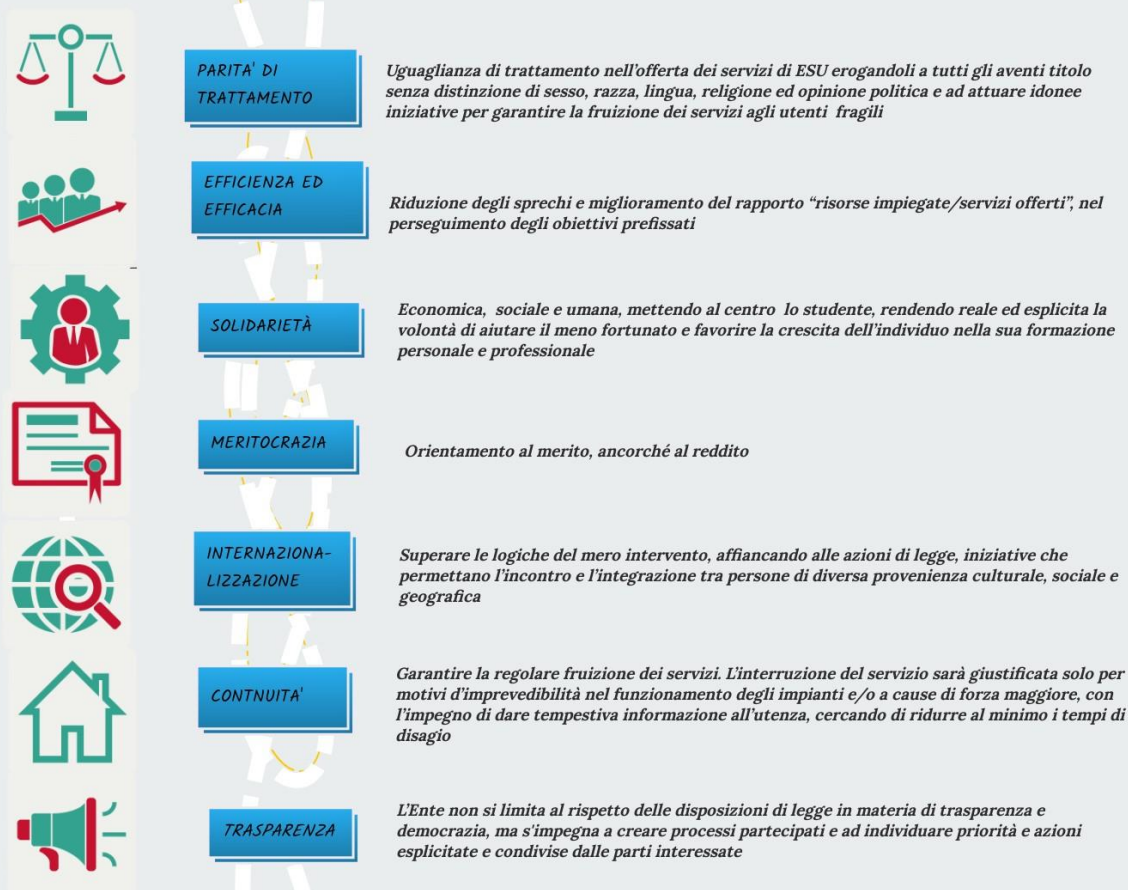 PARITA' DI
TRATTAMENTO
Uguaglianza di trattamento nell'offerta dei servizi di ESU erogandoli a tutti gli aventi titolo
senza distinzione di sesso, razza, lingua, religione ed opinione politica e ad attuare idonee
iniziative per garantire la fruizione dei servizi agli utenti fragili
EFFICIENZA ED
EFFICACIA
Riduzione degli sprechi e miglioramento del rapporto “risorse impiegate/servizi offerti”, nel
perseguimento degli obiettivi prefissati
SOLIDARIETÀ
Economica, sociale e umana, mettendo al centro lo studente, rendendo reale ed esplicita la
volontà di aiutare il meno fortunato e favorire la crescita dell'individuo nella sua formazione
personale e professionale
MERITOCRAZIA
Orientamento al merito, ancorché al reddito
INTERNAZIONA-
LIZZAZIONE
Superare le logiche del mero intervento, affiancando alle azioni di legge, iniziative che
permettano l'incontro e l'integrazione tra persone di diversa provenienza culturale, sociale e
geografica
CONTNUITA'
Garantire la regolare fruizione dei servizi. L'interruzione del servizio sarà giustificata solo per
motivi d'imprevedibilità nel funzionamento degli impianti e/o a cause di forza maggiore, con
l'impegno di dare tempestiva informazione all'utenza, cercando di ridurre al minimo i tempi di
disagio
TRASPARENZA
L'Ente non si limita al rispetto delle disposizioni di legge in materia di trasparenza e
democrazia, ma s'impegna a creare processi partecipati e ad individuare priorità e azioni
esplicitate e condivise dalle parti interessate